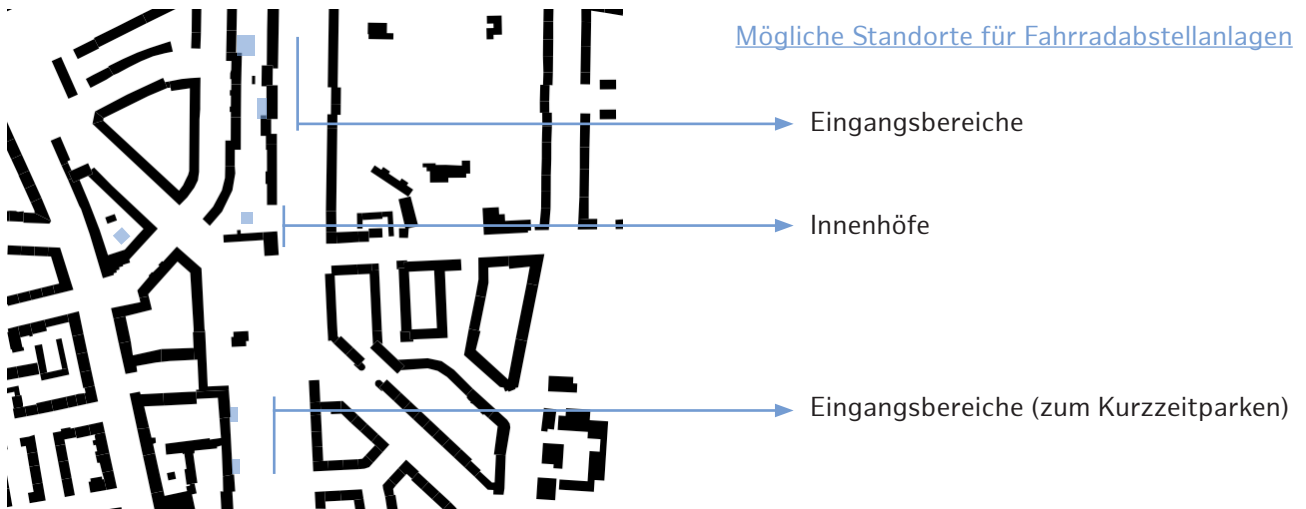 Mögliche Standorte für Fahrradabstellanlagen
Eingangsbereiche
Innenhöfe
Eingangsbereiche (zum Kurzzeitparken)